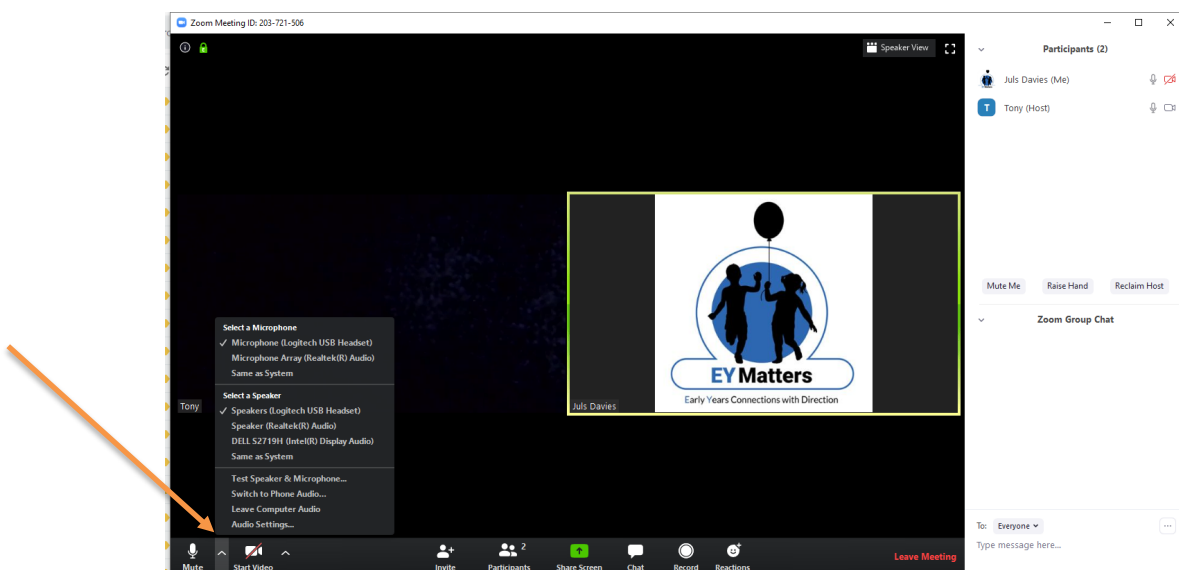 Zoom Meeting ID: 203-721-506
Speaker View
Participants (2)
Juls Davies (Me)
T
Tony (Host)
Mute Me
Raise Hand
Reclaim Host
Zoom Group Chat
Select a Microphone
Microphone (Logitech USB Headset)
Microphone Array (Realtek(R) Audio)
Same as System
Select a Speaker
Speakers (Logitech USB Headset)
Speaker (Realtek(R) Audio)
DELL S2719H (Intel(R) Display Audio)
Same as System
Test Speaker & Microphone...
Switch to Phone Audio...
Leave Computer Audio
Audio Settings...
Tony
EY Matters
Early Years Connections with Direction
Juls Davies
To: Everyone
Type message here...
Mute
Start Video
Invite
2
Participants
Share Screen
Chat
Record
Reactions
Leave Meeting